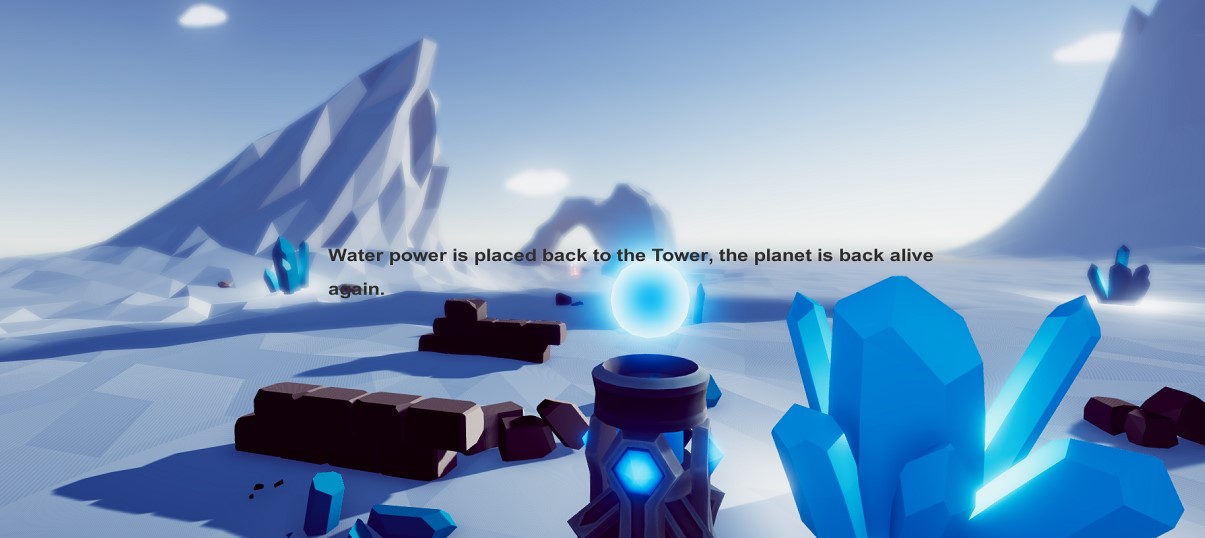 Water power is placed back to the Tower, the planet is back alive
again.